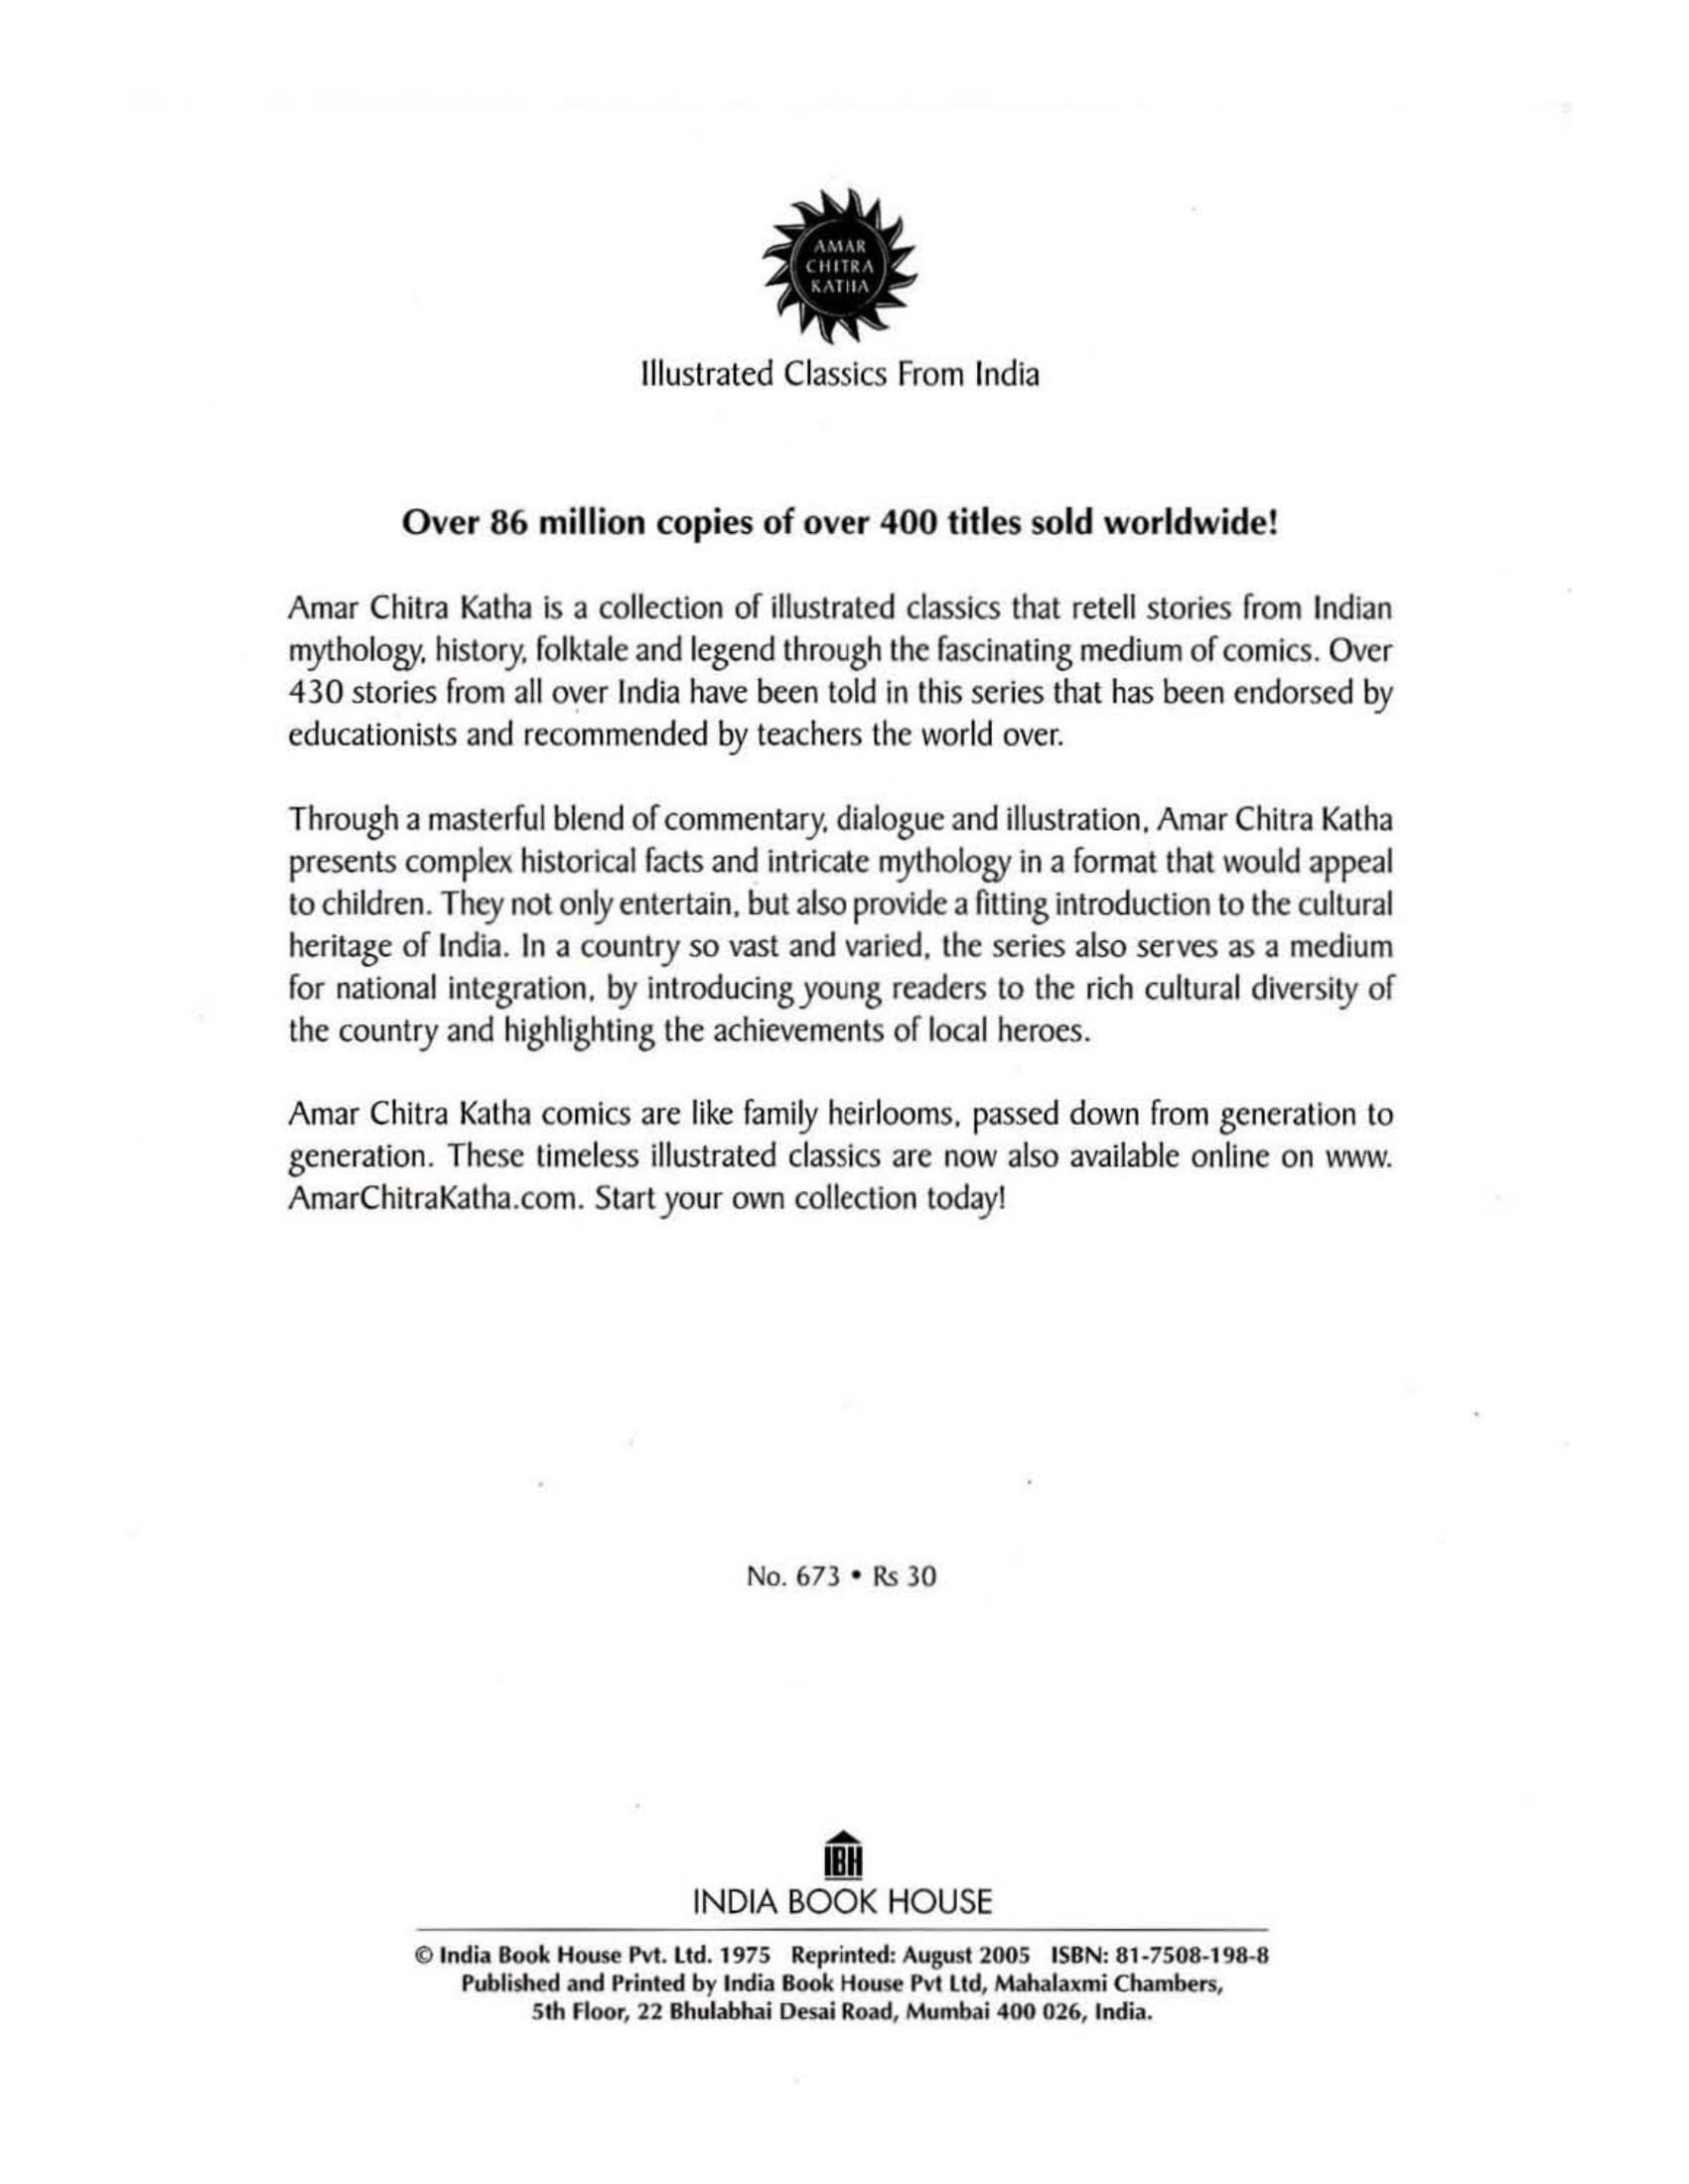 AMAR
CHITRA
KATHA
Illustrated Classics From India
Over 86 million copies of over 400 titles sold worldwide!
Amar Chitra Katha is a collection of illustrated classics that retell stories from Indian
mythology, history, folktale and legend through the fascinating medium of comics. Over
430 stories from all over India have been told in this series that has been endorsed by
educationists and recommended by teachers the world over.
Through a masterful blend of commentary, dialogue and illustration, Amar Chitra Katha
presents complex historical facts and intricate mythology in a format that would appeal
to children. They not only entertain, but also provide a fitting introduction to the cultural
heritage of India. In a country so vast and varied, the series also serves as a medium
for national integration, by introducing young readers to the rich cultural diversity of
the country and highlighting the achievements of local heroes.
Amar Chitra Katha comics are like family heirlooms, passed down from generation to
generation. These timeless illustrated classics are now also available online on www.
AmarChitraKatha.com. Start your own collection today!
No. 673 • Rs 30
IBH
INDIA BOOK HOUSE
© India Book House Pvt. Ltd. 1975 Reprinted: August 2005 ISBN: 81-7508-198-8
Published and Printed by India Book House Pvt Ltd, Mahalaxmi Chambers,
5th Floor, 22 Bhulabhai Desai Road, Mumbai 400 026, India.